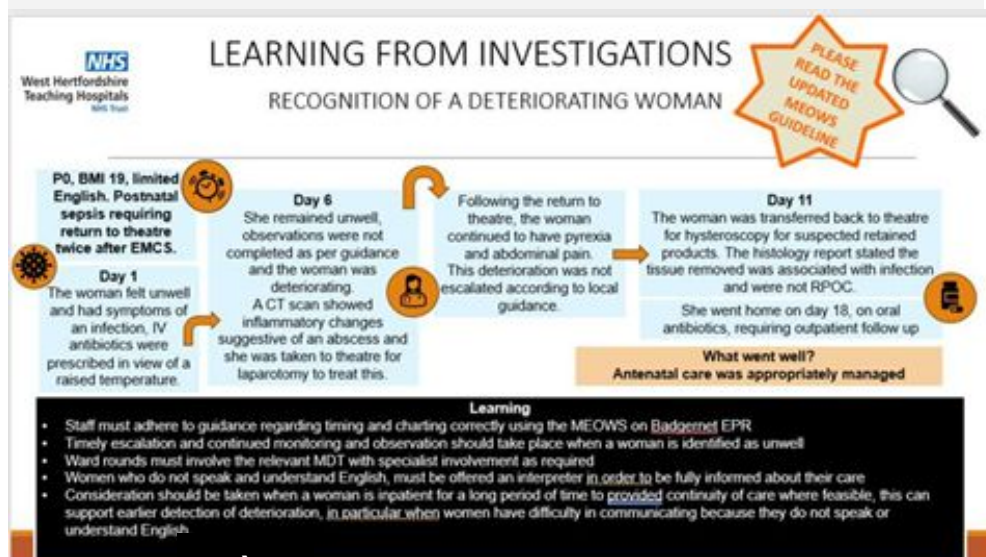 NHS
West Hertfordshire
Teaching Hospitals
NHS Trust
LEARNING FROM INVESTIGATIONS
RECOGNITION OF A DETERIORATING WOMAN
PLEASE
READ THE
UPDATED
MEOWS
GUIDELINE
P0, BMI 19, limited
English. Postnatal
sepsis requiring
return to theatre
twice after EMCS.
Day 1
The woman felt unwell
and had symptoms of
an infection, IV
antibiotics were
prescribed in view of a
raised temperature.
Day 6
She remained unwell,
observations were not
completed as per guidance
and the woman was
deteriorating.
A CT scan showed
inflammatory changes
suggestive of an abscess and
she was taken to theatre for
laparotomy to treat this.
Following the return to
theatre, the woman
continued to have pyrexia
and abdominal pain.
This deterioration was not
escalated according to local
guidance.
Day 11
The woman was transferred back to theatre
for hysteroscopy for suspected retained
products. The histology report stated the
tissue removed was associated with infection
and were not RPOC.
She went home on day 18, on oral
antibiotics, requiring outpatient follow up
What went well?
Antenatal care was appropriately managed
Learning
• Staff must adhere to guidance regarding timing and charting correctly using the MEOWS on Badgernet EPR
• Timely escalation and continued monitoring and observation should take place when a woman is identified as unwell
• Ward rounds must involve the relevant MDT with specialist involvement as required
• Women who do not speak and understand English, must be offered an interpreter in order to be fully informed about their care
• Consideration should be taken when a woman is inpatient for a long period of time to provided continuity of care where feasible, this can
support earlier detection of deterioration, in particular when women have difficulty in communicating because they do not speak or
understand English